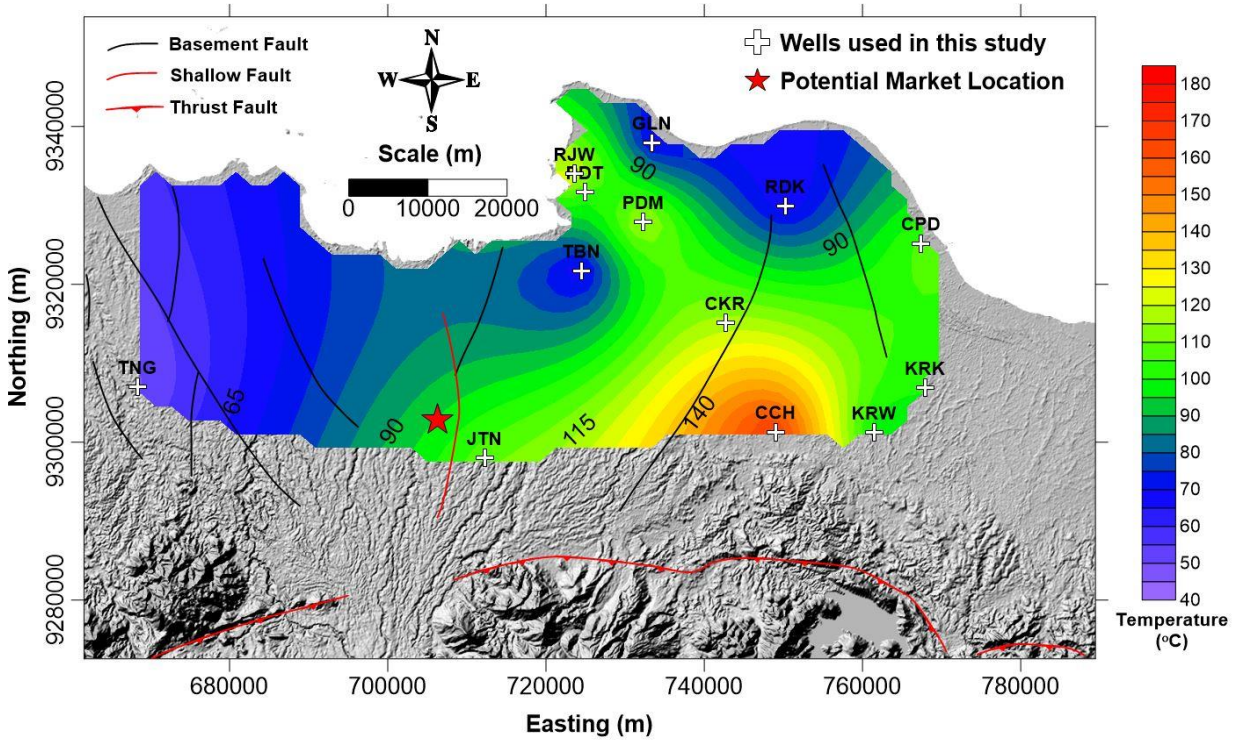 Basement Fault
Shallow Fault
Thrust Fault
N
W E
S
Scale (m)
0 10000 20000
Wells used in this study
Potential Market Location
Northing (m)
9340000
9320000
9300000
9280000
GLN
RJW
90
PDM
RDK
CPD
90
TBN
CKR
TNG
65
90
JTN
115
140
CCH
KRW
KRK
180
170
160
150
140
130
120
110
100
90
80
70
60
50
40
Temperature
(°C)
680000 700000 720000 740000 760000 780000
Easting (m)